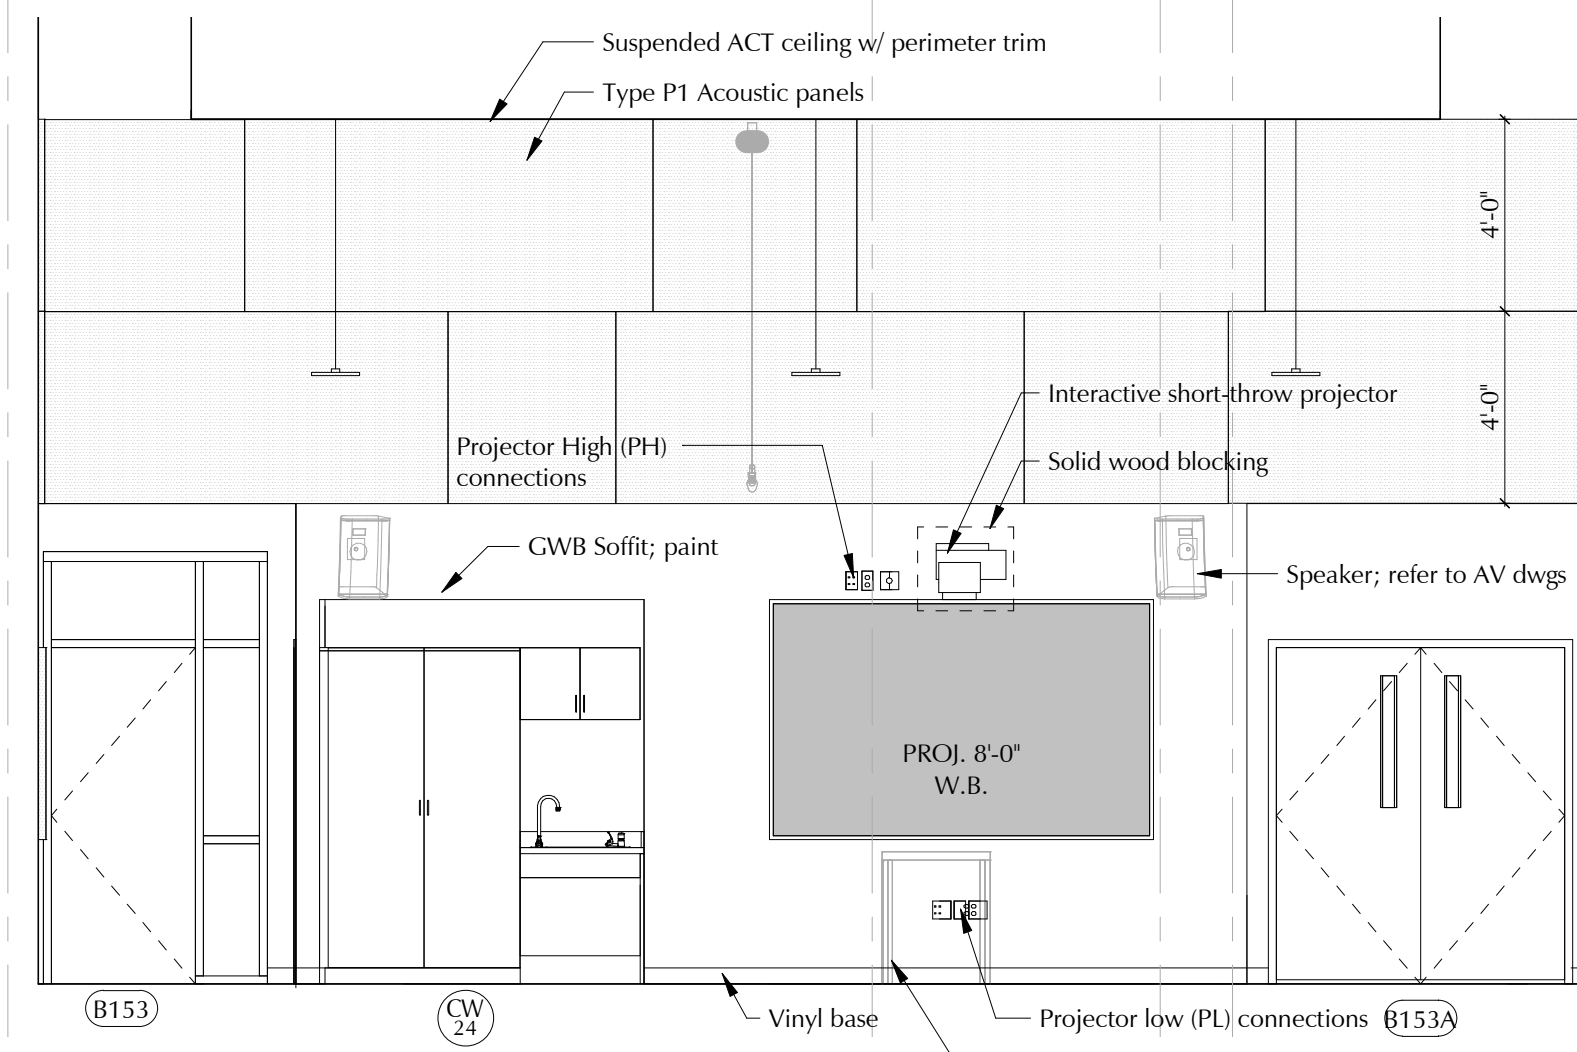 Suspended ACT ceiling w/ perimeter trim
Type P1 Acoustic panels
4'-0"
4'-0"
Interactive short-throw projector
Projector High (PH)
connections
Solid wood blocking
GWB Soffit; paint
Speaker; refer to AV dwgs
PROJ. 8'-0"
W.B.
B153
CW
24
Vinyl base
Projector low (PL) connections
B153A